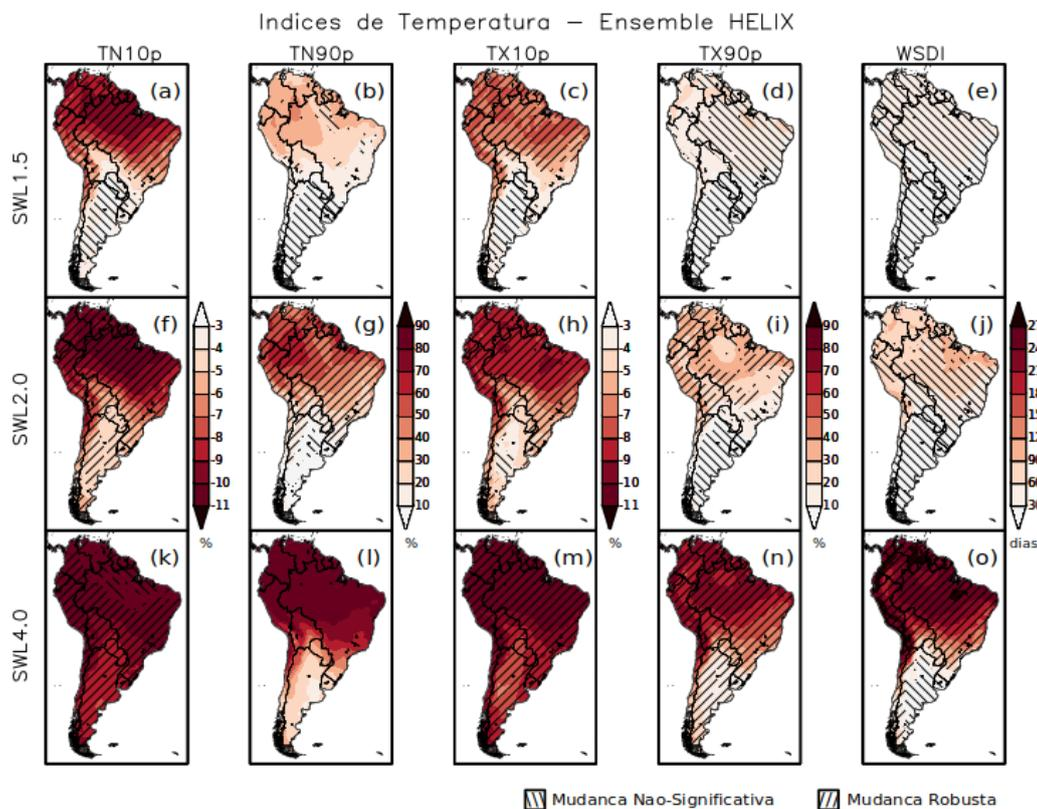 Indices de Temperatura – Ensemble HELIX
TN10p TN90p TX10p TX90p WSDI
SWL1.5
(a) (b) (c) (d) (e)
SWL2.0
(f) (g) (h) (i) (j)
-3 90 -3 90
-4 80 -4 80
-5 70 -5 70
-6 60 -6 60
-7 50 -7 50
-8 40 -8 40
-9 30 -9 30
-10 20 -10 20 60
-11 10 -11 10
% % % % dias
SWL4.0
(k) (l) (m) (n) (o)
Mudanca Nao-Significativa Mudanca Robusta